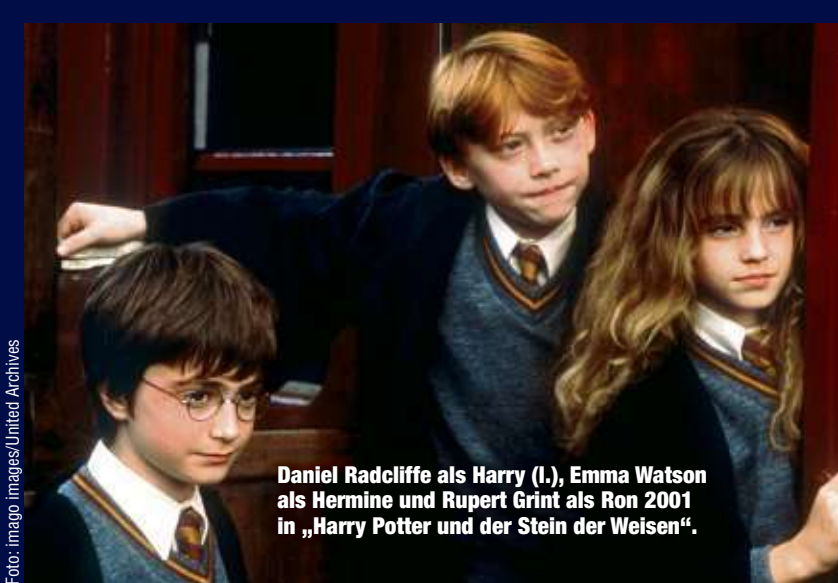 Daniel Radcliffe als Harry (l.), Emma Watson
als Hermine und Rupert Grint als Ron 2001
in „Harry Potter und der Stein der Weisen“.
Foto: imago images/United Archives